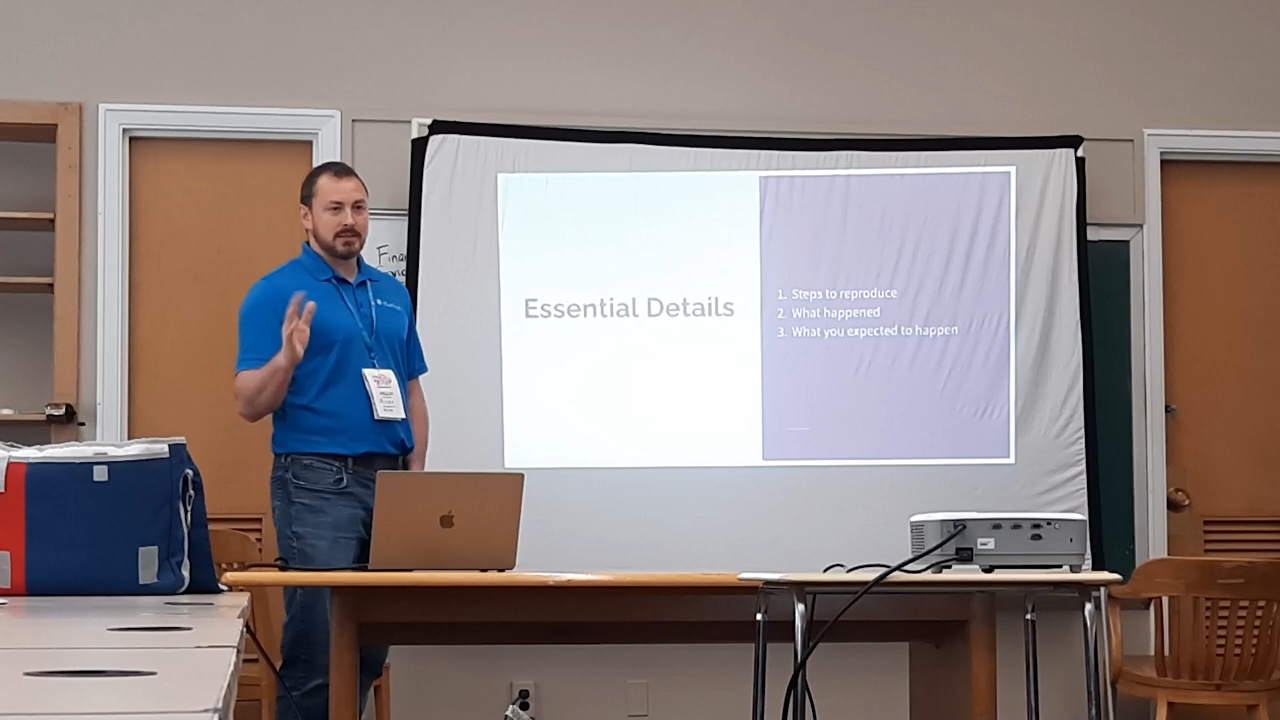 Essential Details
1. Steps to reproduce
2. What happened
3. What you expected to happen